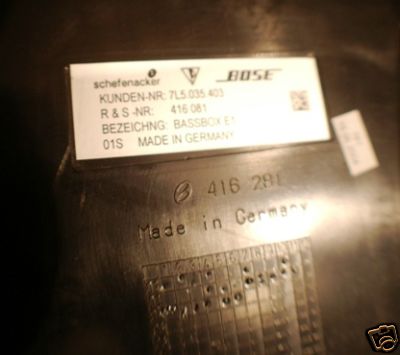 schefenacker BOSE
KUNDEN-NR: 7L5.035.403
R & S-NR: 416 081
BEZEICHNG: BASSBOX E1
01S MADE IN GERMANY
416 281
Made in Germany